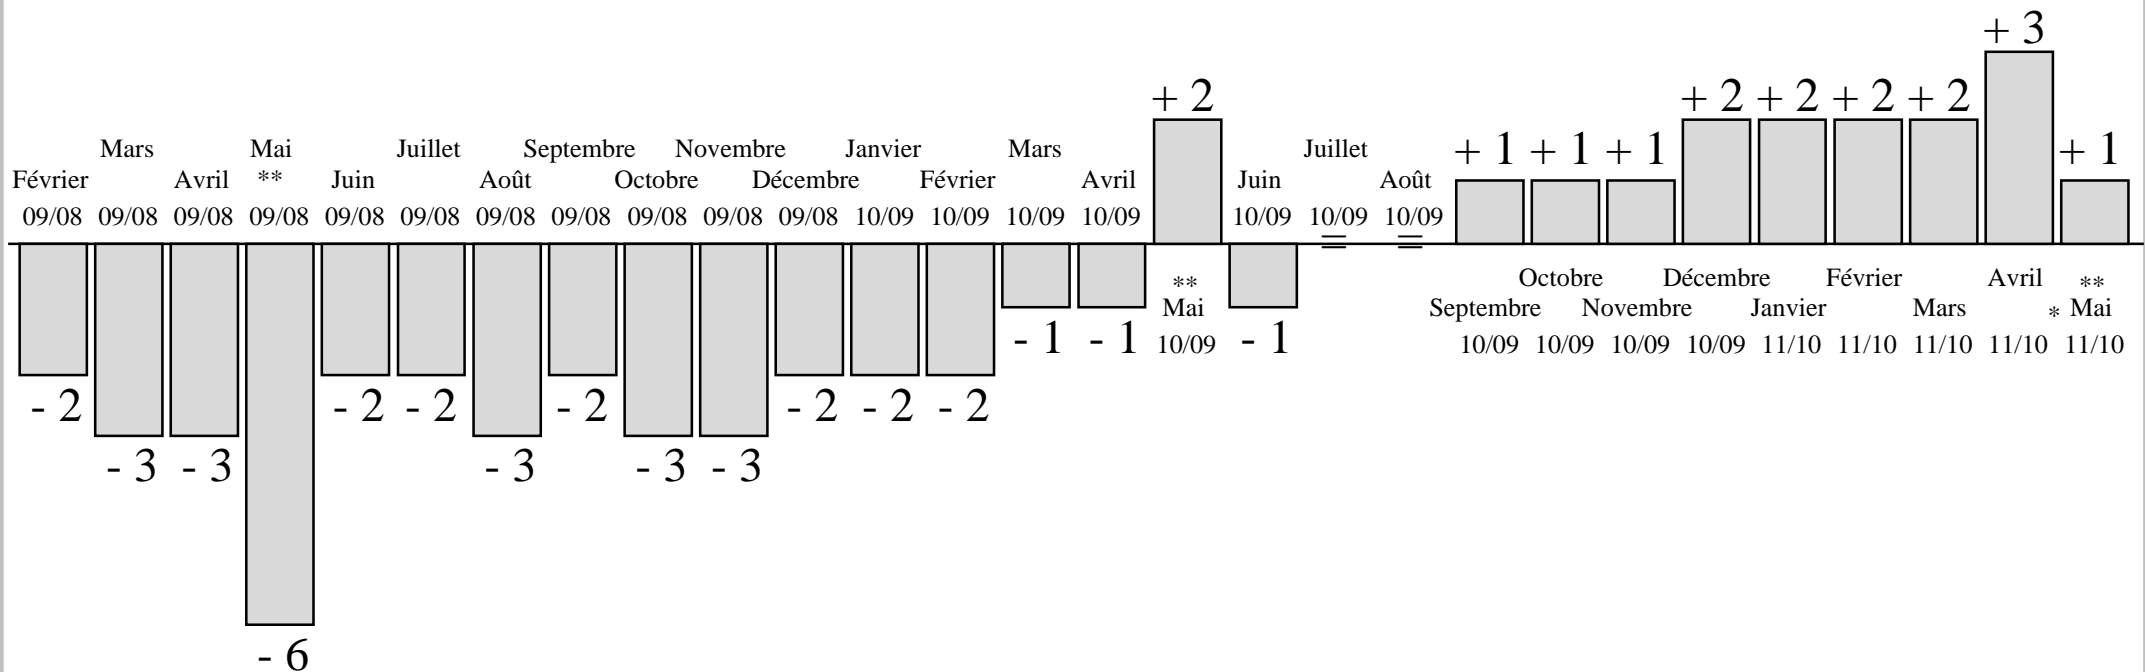 + 3
+ 2
+ 2 + 2 + 2 + 2
Mars Mai Juillet Septembre Novembre Janvier Mars Juillet + 1 + 1 + 1 + 1
Février Avril ** Juin Août Octobre Décembre Février Avril Juin Août
09/08 09/08 09/08 09/08 09/08 09/08 09/08 09/08 09/08 09/08 09/08 10/09 10/09 10/09 10/09 10/09 10/09 10/09
= =
** Octobre Décembre Février Avril **
Mai Septembre Novembre Janvier Mars * Mai
- 1 - 1 10/09 - 1 10/09 10/09 10/09 10/09 11/10 11/10 11/10 11/10 11/10
- 2 - 2 - 2 - 2 - 2 - 2 - 2
- 3 - 3 - 3 - 3 - 3
- 6